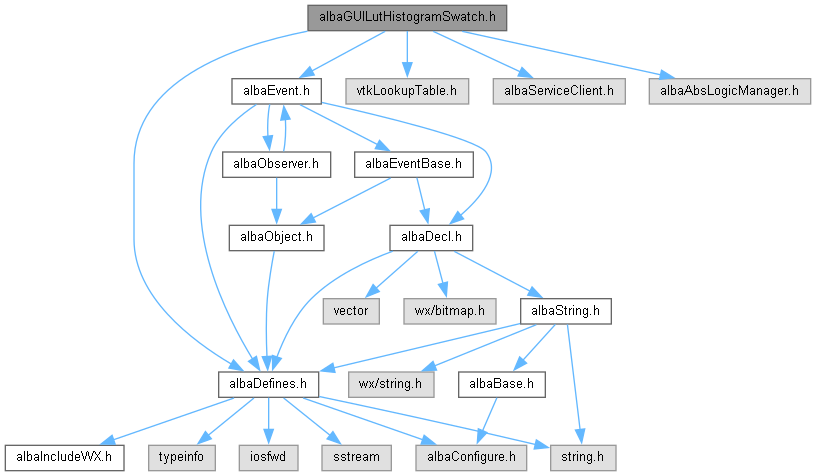 albaGUILutHistogramSwatch.h
albaEvent.h
vtkLookupTable.h
albaServiceClient.h
albaAbsLogicManager.h
albaObserver.h
albaEventBase.h
albaObject.h
albaDecl.h
vector
wx/bitmap.h
albaString.h
albaDefines.h
wx/string.h
albaBase.h
albaIncludeWX.h
typeinfo
iosfwd
sstream
albaConfigure.h
string.h